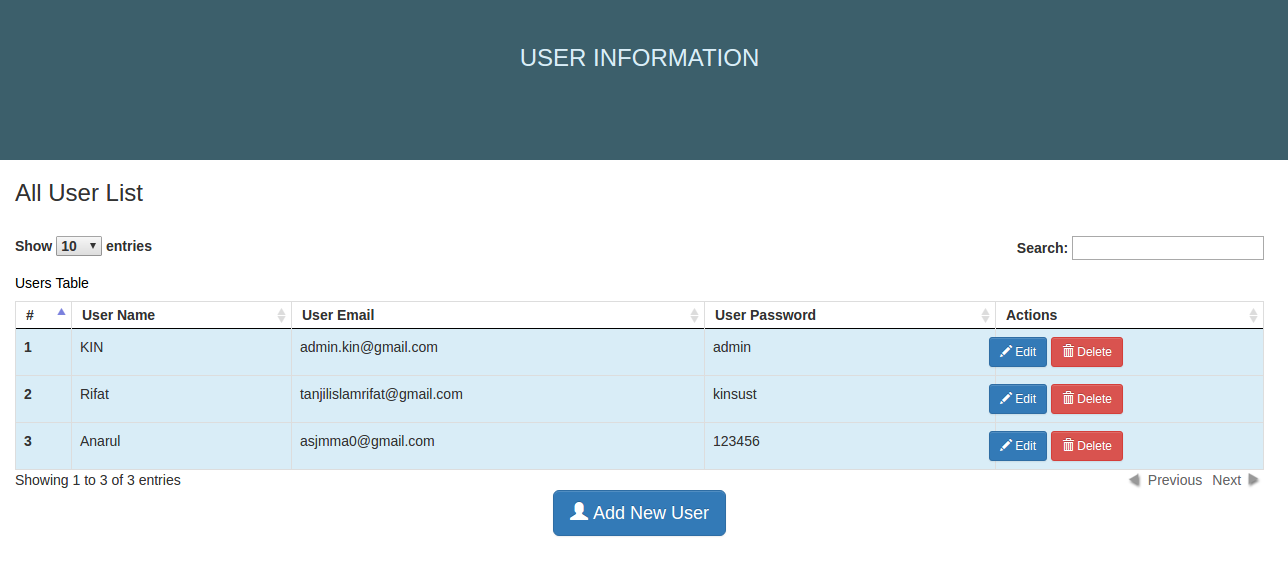 USER INFORMATION
All User List
Show 10 entries
Search:
Users Table
# User Name User Email User Password Actions
1 KIN admin.kin@gmail.com admin Edit Delete
2 Rifat tanjilislamrifat@gmail.com kinsust Edit Delete
3 Anarul asjmma0@gmail.com 123456 Edit Delete
Showing 1 to 3 of 3 entries
Previous Next
Add New User